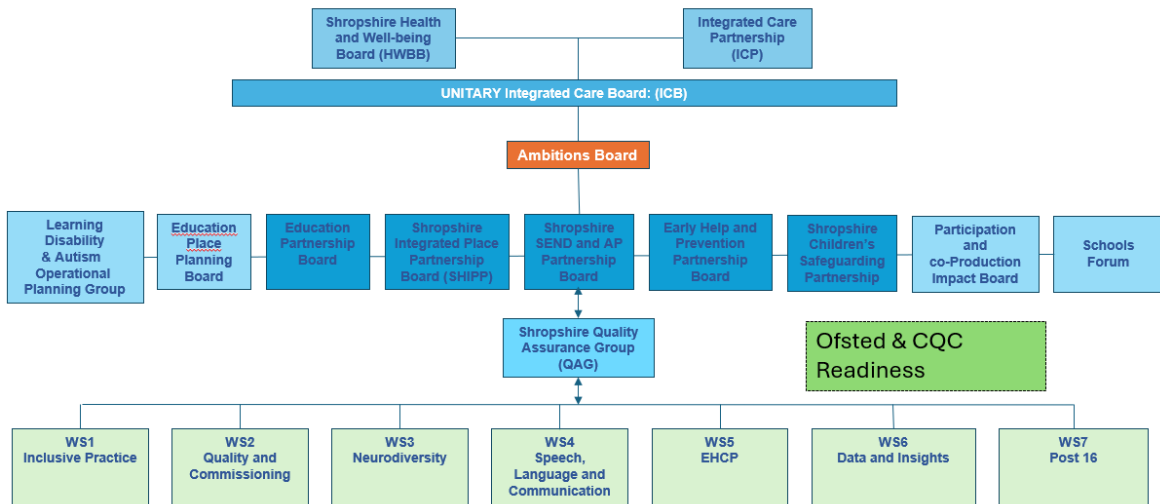 Shropshire Health
and Well-being
Board (HWBB)
Integrated Care
Partnership
(ICP)
UNITARY Integrated Care Board: (ICB)
Ambitions Board
Learning
Disability
& Autism
Operational
Planning Group
Education
Place
Planning
Board
Education
Partnership
Board
Shropshire
Integrated Place
Partnership
Board (SHIPP)
Shropshire
SEND and AP
Partnership
Board
Early Help and
Prevention
Partnership
Board
Shropshire
Children's
Safeguarding
Partnership
Participation
and
co-Production
Impact Board
Schools
Forum
Shropshire Quality
Assurance Group
(QAG)
Ofsted & CQC
Readiness
WS1
Inclusive Practice
WS2
Quality and
Commissioning
WS3
Neurodiversity
WS4
Speech,
Language and
Communication
WS5
EHCP
WS6
Data and Insights
WS7
Post 16